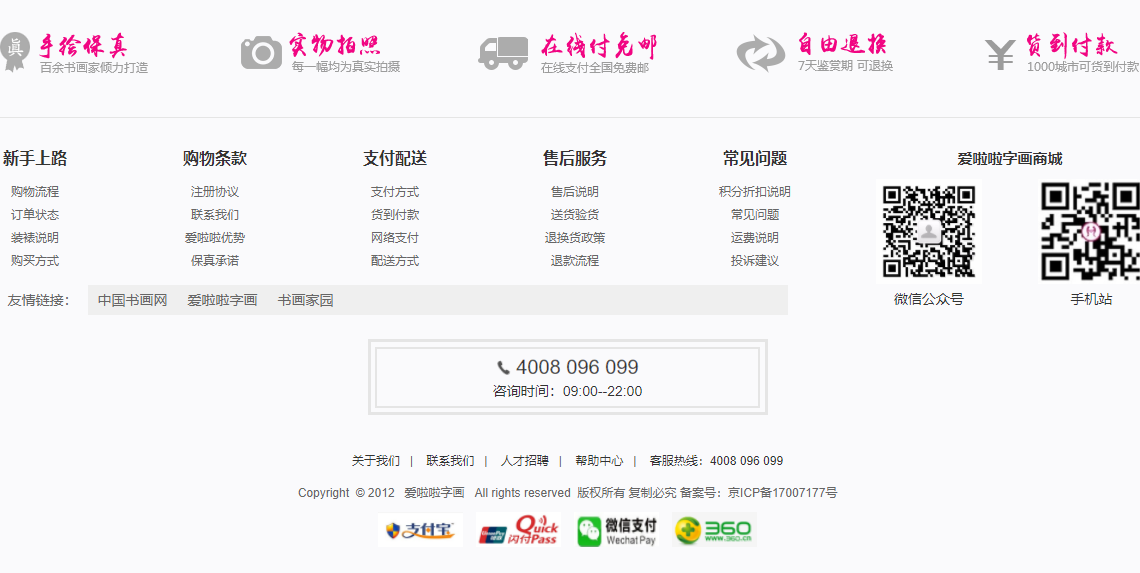 真 手绘保真 实物拍照 在线付免邮 自由退换 货到付款
百余书画家倾力打造 每一幅均为真实拍摄 在线支付全国免费邮 7天鉴赏期 可退换 1000城市可货到付款
新手上路 购物条款 支付配送 售后服务 常见问题 爱啦啦字画商城
购物流程 注册协议 支付方式 售后说明 积分折扣说明
订单状态 联系我们 货到付款 送货验货 常见问题
装裱说明 爱啦啦优势 网络支付 退换货政策 运费说明
购买方式 保真承诺 配送方式 退款流程 投诉建议
友情链接： 中国书画网 爱啦啦字画 书画家园 微信公众号 手机站
4008 096 099
咨询时间：09:00--22:00
关于我们 | 联系我们 | 人才招聘 | 帮助中心 | 客服热线：4008 096 099
Copyright © 2012 爱啦啦字画 All rights reserved 版权所有 复制必究 备案号：京ICP备17007177号
支付宝 UnionPay 银联 Quick 闪付Pass 微信支付 WeChat Pay 360 www.360.cn